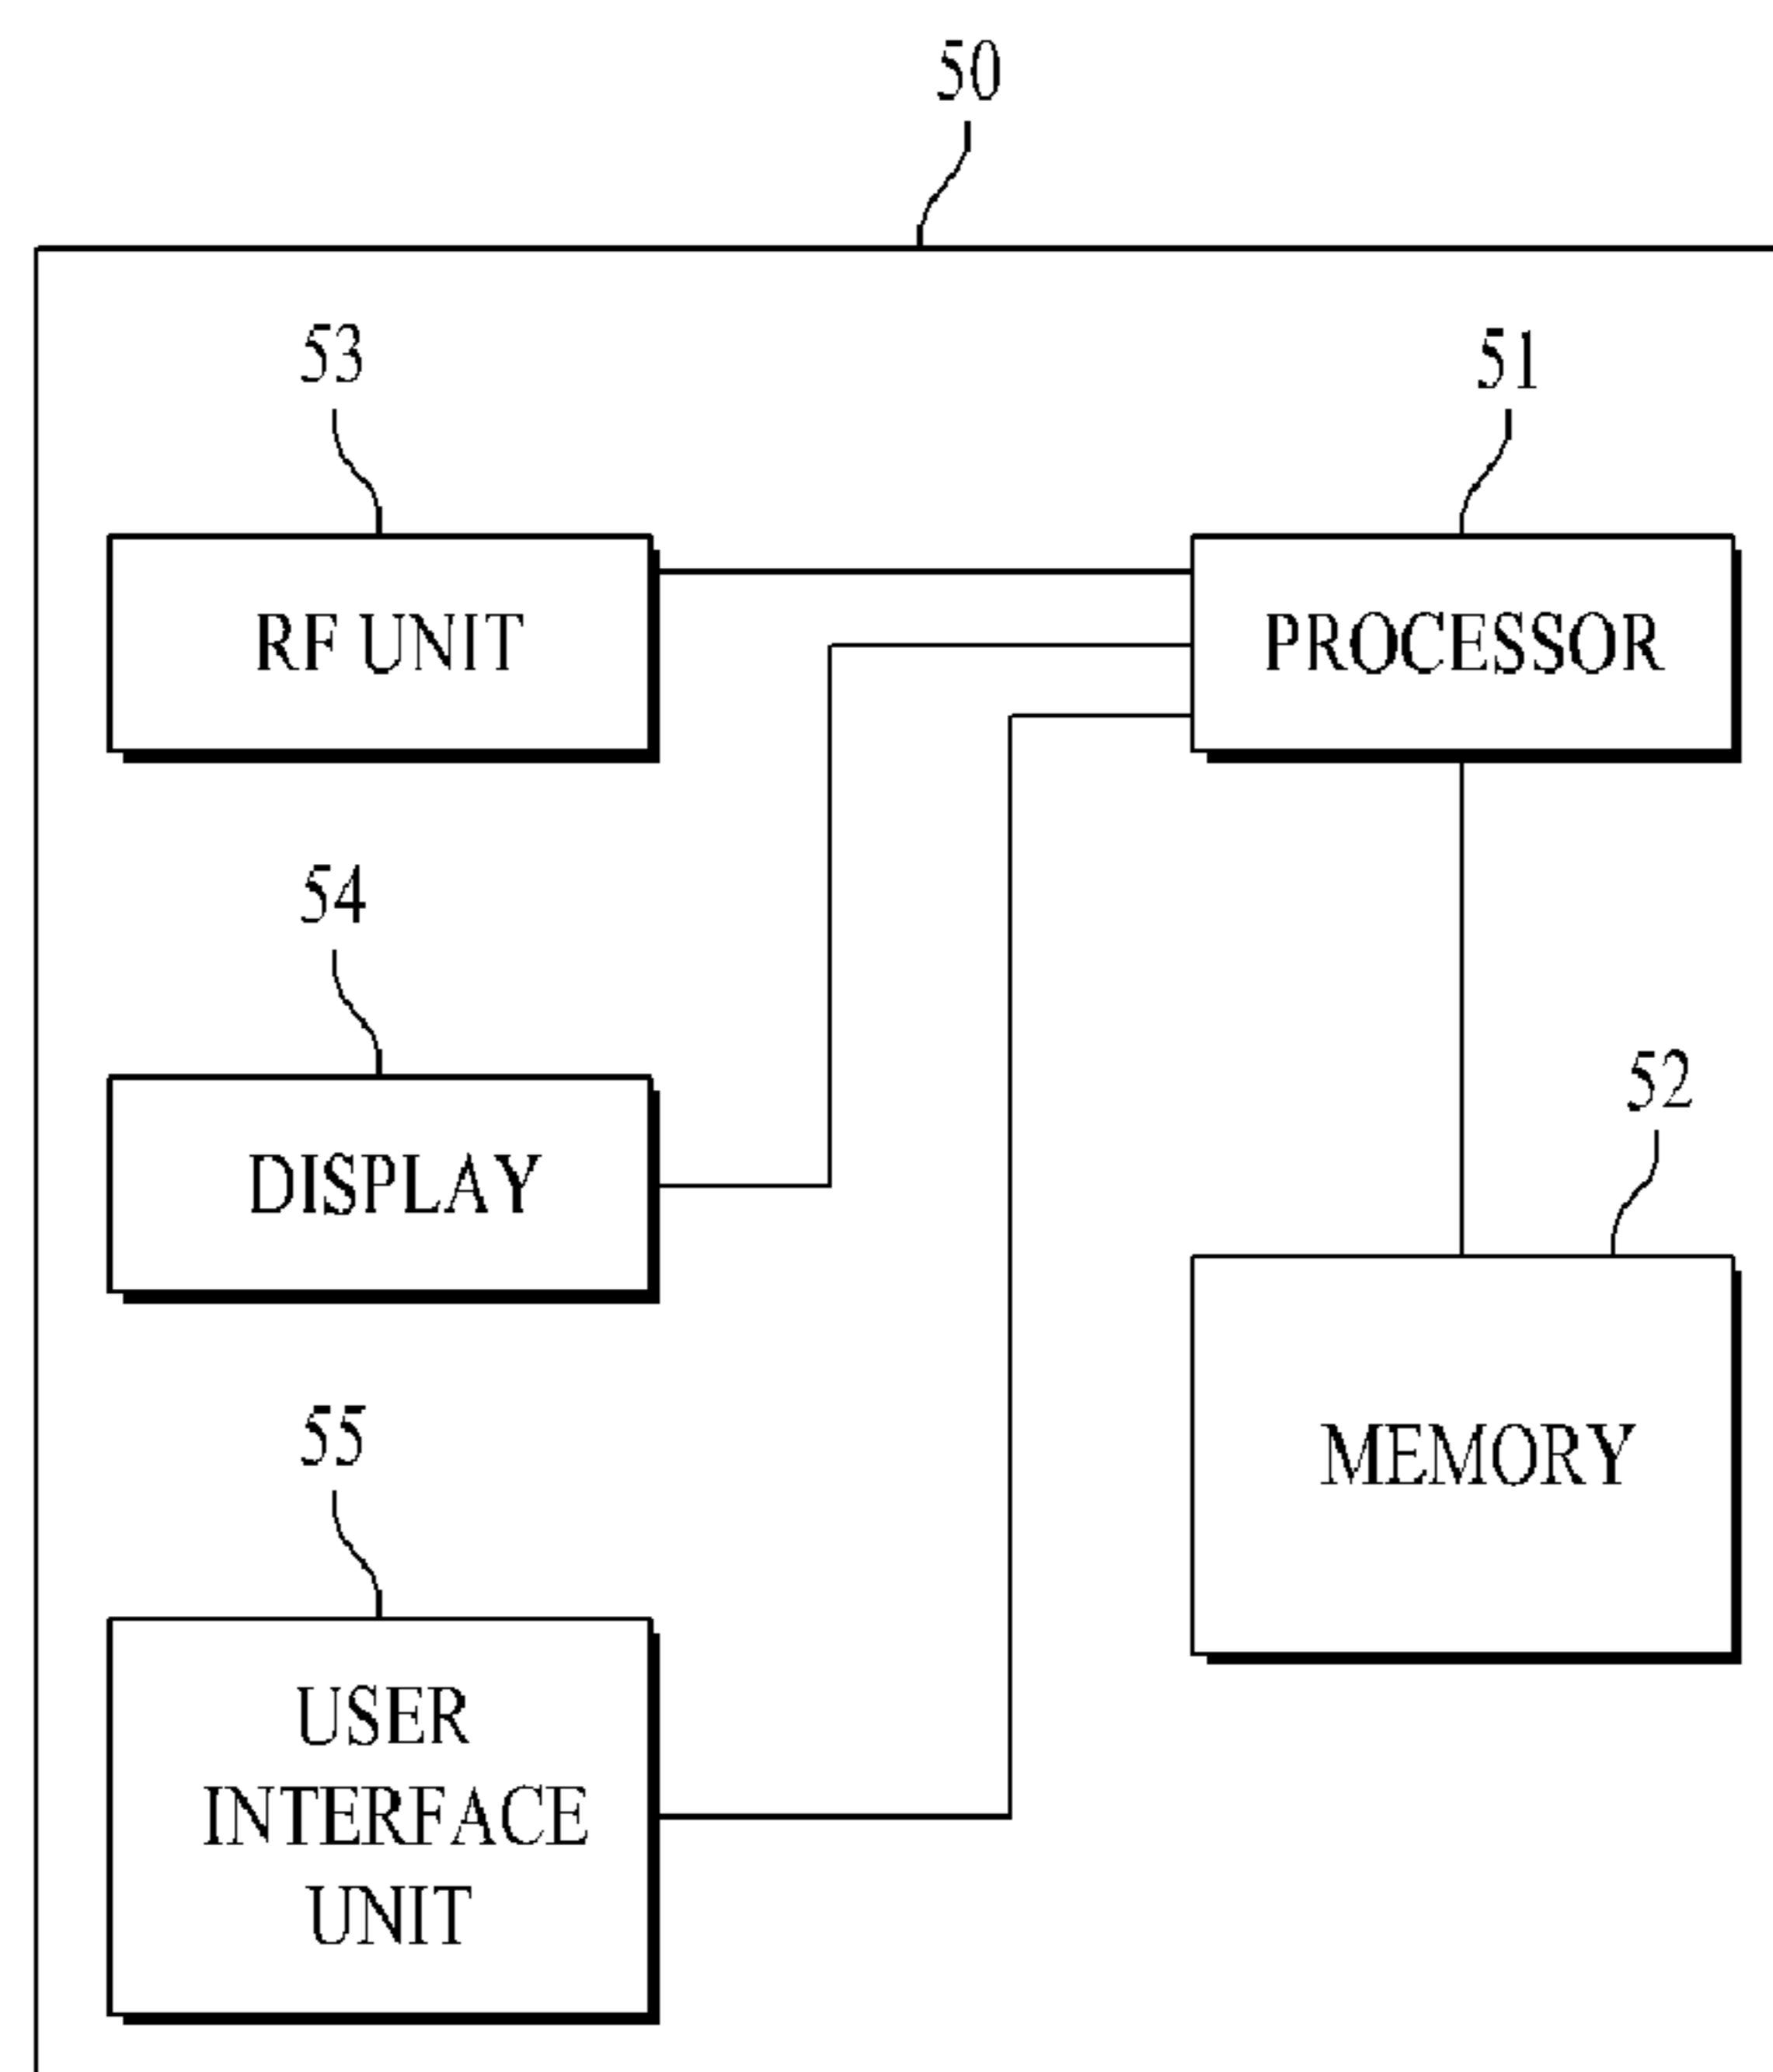 50
53
51
RF UNIT
PROCESSOR
54
52
DISPLAY
MEMORY
55
USER
INTERFACE
UNIT